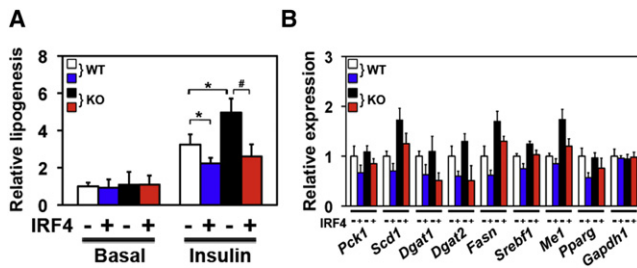 A
Relative lipogenesis
8
6
4
2
0
WT
KO
*
*
#
IRF4 - + - + - + - +
Basal Insulin
B
Relative expression
3
2
1
0
WT
KO
IRF4 -+-+ -+-+ -+-+ -+-+ -+-+ -+-+ -+-+ -+-+ -+-+
Pck1 Scd1 Dgat1 Dgat2 Fasn Srebf1 Me1 Pparg Gapdh1